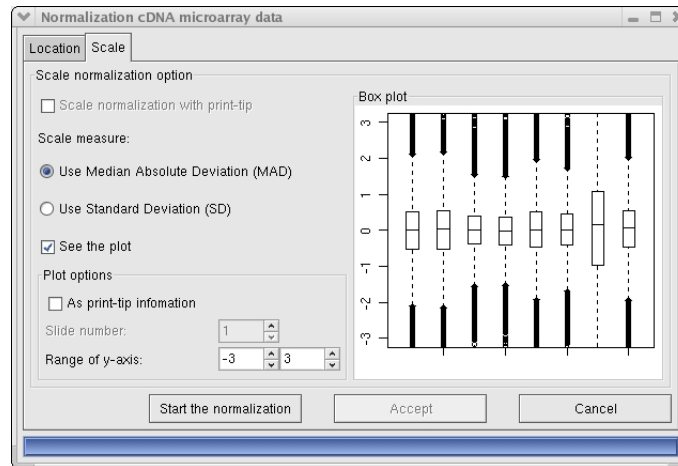 Normalization cDNA microarray data
Location Scale
Scale normalization option
Scale normalization with print-tip
Scale measure:
Use Median Absolute Deviation (MAD)
Use Standard Deviation (SD)
See the plot
Plot options
As print-tip infomation
Slide number: 1
Range of y-axis: -3 3
Box plot
3
2
1
0
-1
-2
-3
Start the normalization Accept Cancel